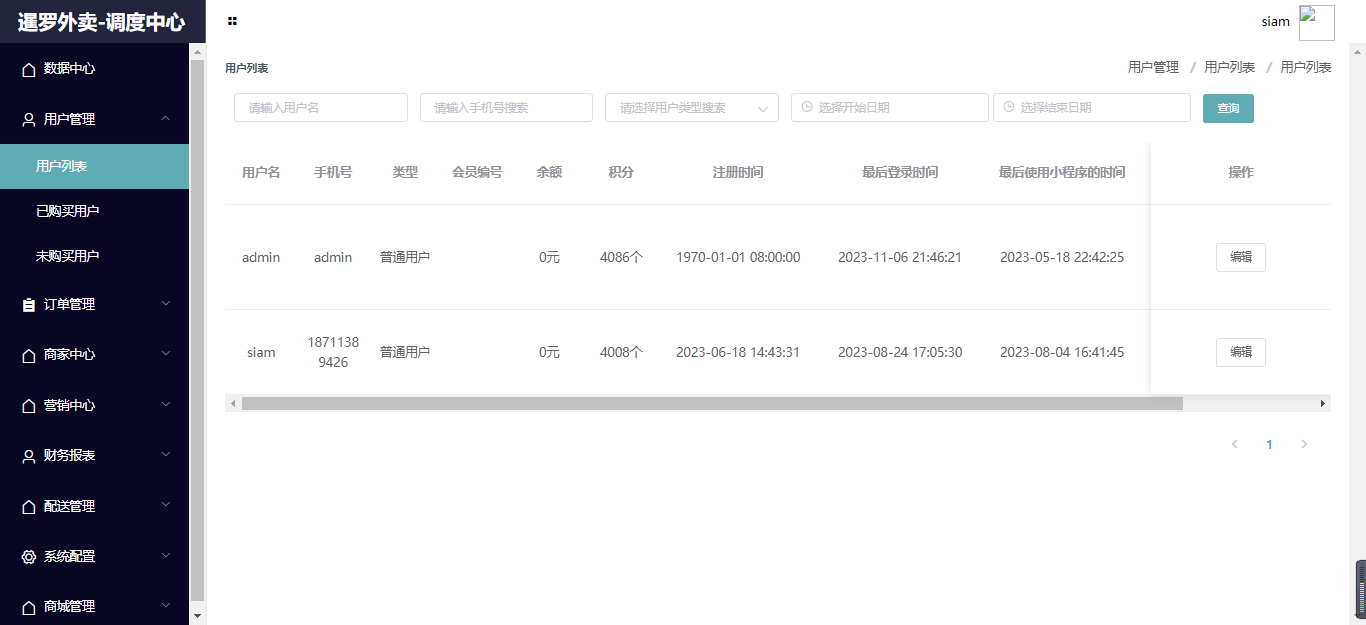 暹罗外卖-调度中心
siam
数据中心
用户管理
用户列表
已购买用户
未购买用户
订单管理
商家中心
营销中心
财务报表
配送管理
系统配置
商城管理
用户列表
用户管理 / 用户列表 / 用户列表
请输入用户名 请输入手机号搜索 请选择用户类型搜索 选择开始日期 选择结束日期 查询
用户名 手机号 类型 会员编号 余额 积分 注册时间 最后登录时间 最后使用小程序的时间 操作
admin admin 普通用户 0元 4086个 1970-01-01 08:00:00 2023-11-06 21:46:21 2023-05-18 22:42:25 编辑
siam 1871138 普通用户 0元 4008个 2023-06-18 14:43:31 2023-08-24 17:05:30 2023-08-04 16:41:45 编辑
9426
1